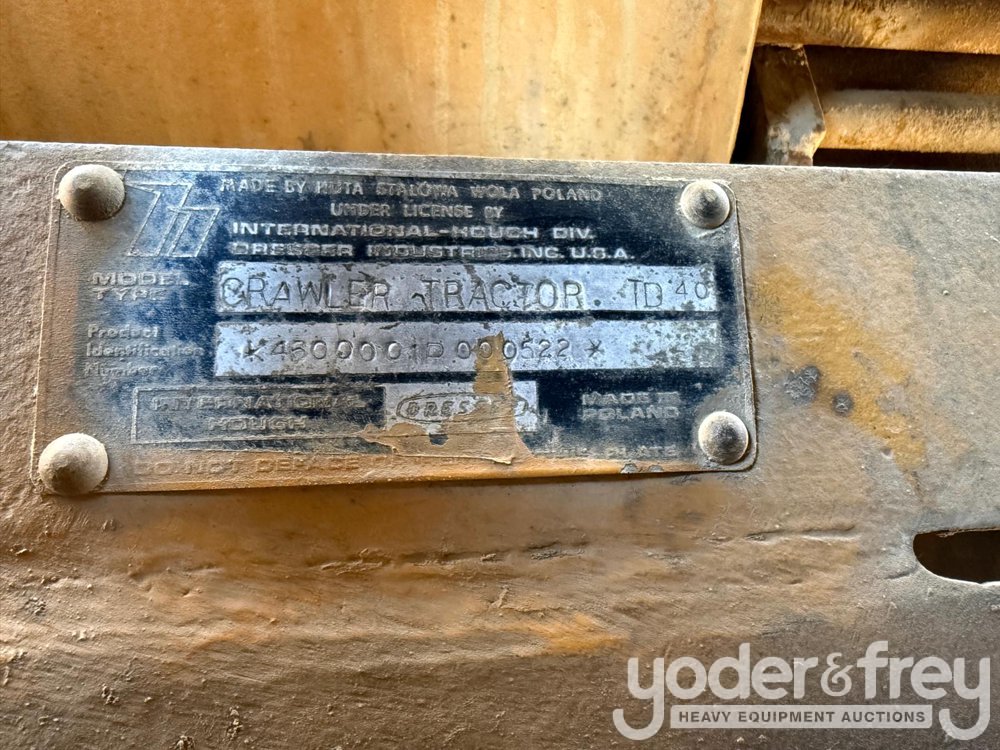 MADE BY HUTA STALOWA WOLA POLAND
UNDER LICENSE BY
INTERNATIONAL-HOUGH DIV.
DRESSER INDUSTRIES, INC. U.S.A.
MODEL
TYPE
CRAWLER TRACTOR TD 40
Product
Identification
Number
*4600001D000522*
INTERNATIONAL
HOUGH
DRESSER
MADE IN
POLAND
DO NOT DEFACE
PLATE
yoder&frey
HEAVY EQUIPMENT AUCTIONS